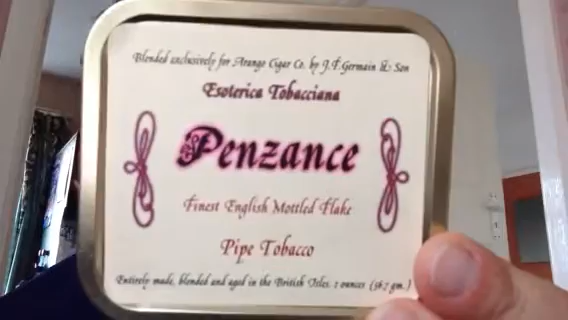 Blended exclusively for Arango Cigar Co. by J.F. Germain & Son
Esoterica Tobacciana
Penzance
Finest English Mottled Flake
Pipe Tobacco
Entirely made, blended and aged in the British Isles. 2 ounces (56.7 gm.)